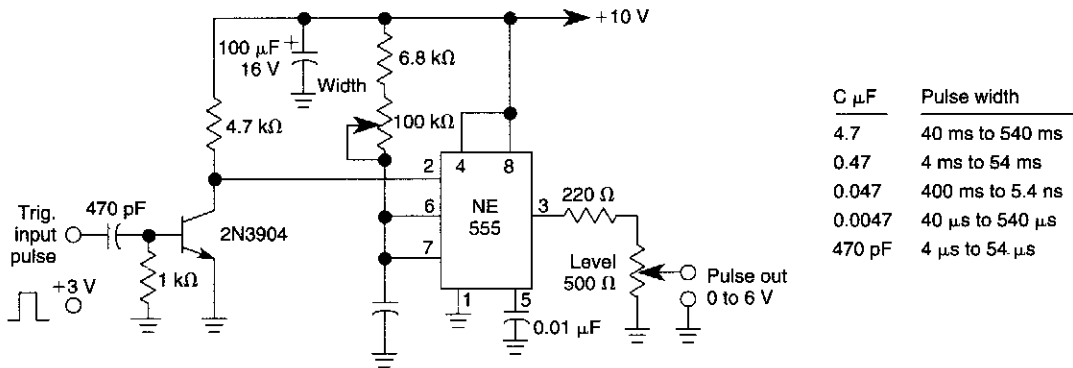 +10 V
100 µF +
16 V
6.8 kΩ
Width
100 kΩ
4.7 kΩ
2
4
8
6
7
NE
555
3
1
5
220 Ω
Level
500 Ω
Pulse out
0 to 6 V
0.01 µF
470 pF
Trig.
input
pulse
2N3904
1 kΩ
+3 V
C µF Pulse width
4.7 40 ms to 540 ms
0.47 4 ms to 54 ms
0.047 400 ms to 5.4 ns
0.0047 40 µs to 540 µs
470 pF 4 µs to 54 µs